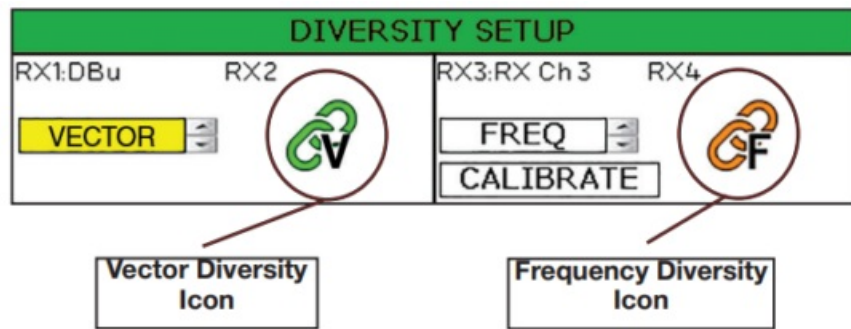 DIVERSITY SETUP
RX1:DBu RX2 RX3:RX Ch 3 RX4
VECTOR V FREQ F
CALIBRATE
Vector Diversity
Icon
Frequency Diversity
Icon